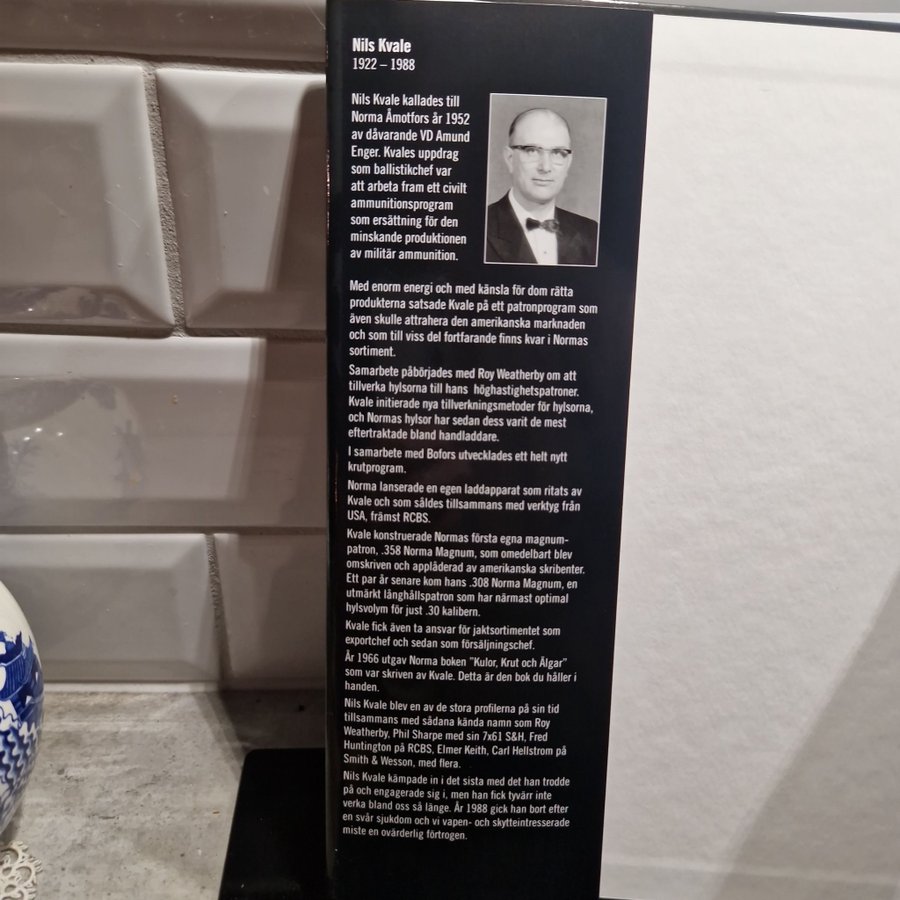 Nils Kvale
1922 – 1988
Nils Kvale kallades till
Norma Åmotfors år 1952
av dåvarande VD Amund
Enger. Kvales uppdrag
som ballistikchef var
att arbeta fram ett civilt
ammunitionsprogram
som ersättning för den
minskande produktionen
av militär ammunition.
Med enorm energi och med känsla för dom rätta
produkterna satsade Kvale på ett patronprogram som
även skulle attrahera den amerikanska marknaden
och som till viss del fortfarande finns kvar i Normas
sortiment.
Samarbete påbörjades med Roy Weatherby om att
tillverka hylsorna till hans höghastighetspatroner.
Kvale initierade nya tillverkningsmetoder för hylsorna,
och Normas hylsor har sedan dess varit de mest
eftertraktade bland handladdare.
I samarbete med Bofors utvecklades ett helt nytt
krutprogram.
Norma lanserade en egen laddapparat som ritats av
Kvale och som såldes tillsammans med verktyg från
USA, främst RCBS.
Kvale konstruerade Normas första egna magnum-
patron, .358 Norma Magnum, som omedelbart blev
omskriven och applåderad av amerikanska skribenter.
Ett par år senare kom hans .308 Norma Magnum, en
utmärkt långhållspatron som har närmast optimal
hylsvolym för just .30 kalibern.
Kvale fick även ta ansvar för jaktsortimentet som
exportchef och sedan som försäljningschef.
År 1966 utgav Norma boken "Kulor, Krut och Älgar"
som var skriven av Kvale. Detta är den bok du håller i
handen.
Nils Kvale blev en av de stora profilerna på sin tid
tillsammans med sådana kända namn som Roy
Weatherby, Phil Sharpe med sin 7x61 S&H, Fred
Huntington på RCBS, Elmer Keith, Carl Hellstrom på
Smith & Wesson, med flera.
Nils Kvale kämpade in i det sista med det han trodde
på och engagerade sig i, men han fick tyvärr inte
verka bland oss så länge. År 1988 gick han bort efter
en svår sjukdom och vi vapen- och skytteintresserade
miste en ovärderlig förtrogen.